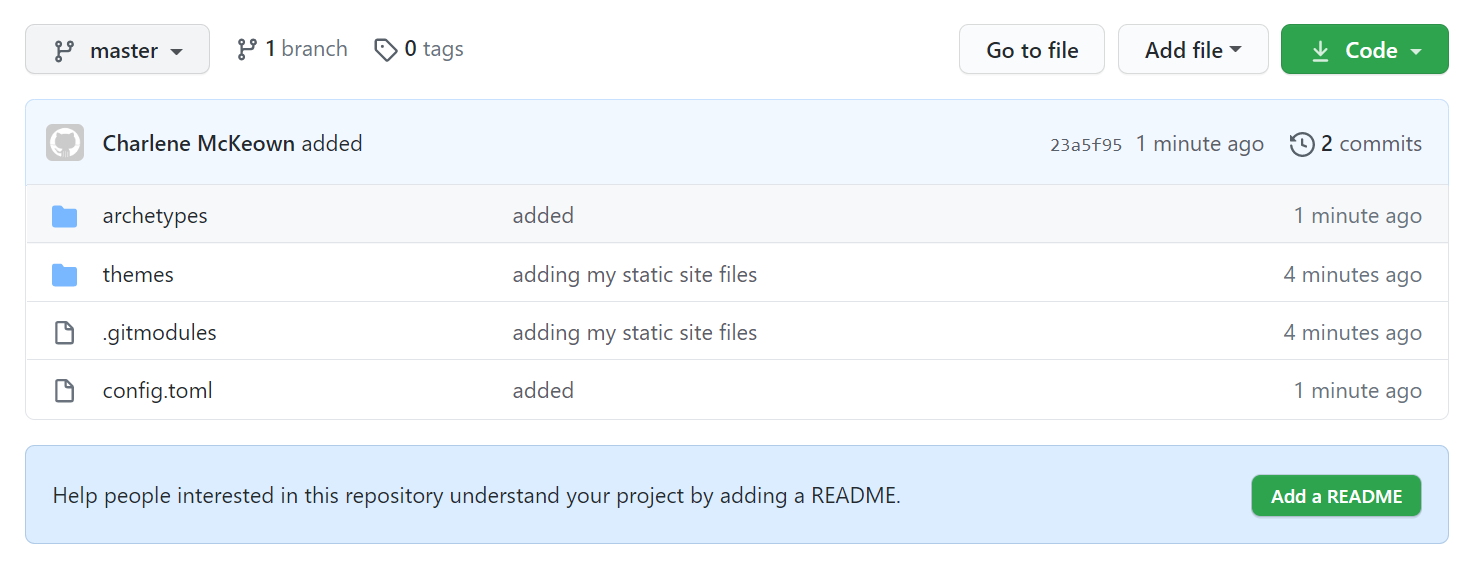 master 1 branch 0 tags Go to file Add file Code
Charlene McKeown added 23a5f95 1 minute ago 2 commits
archetypes added 1 minute ago
themes adding my static site files 4 minutes ago
.gitmodules adding my static site files 4 minutes ago
config.toml added 1 minute ago
Help people interested in this repository understand your project by adding a README. Add a README